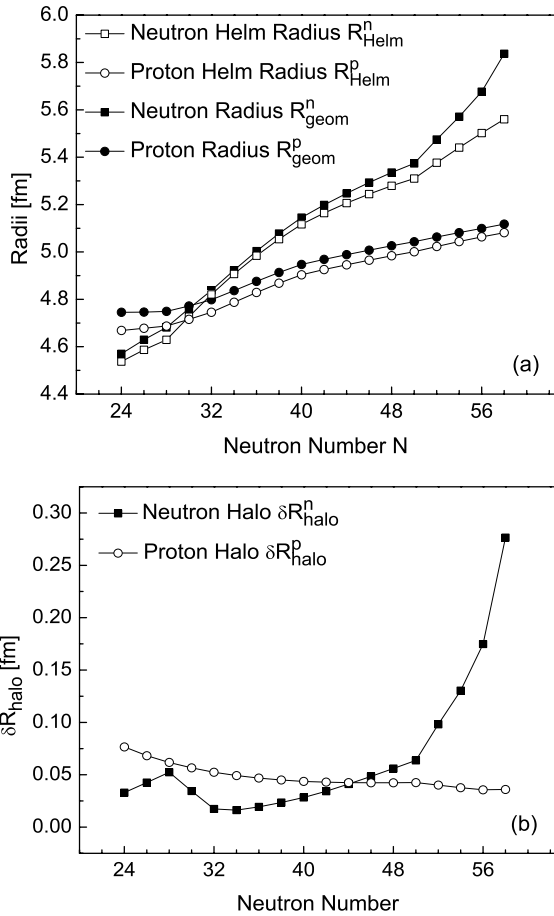 6.0
5.8
5.6
5.4
5.2
5.0
4.8
4.6
4.4
Radii [fm]
Neutron Helm Radius R^n_Helm
Proton Helm Radius R^p_Helm
Neutron Radius R^n_geom
Proton Radius R^p_geom
(a)
24 32 40 48 56
Neutron Number N
0.30
0.25
0.20
0.15
0.10
0.05
0.00
δR_halo [fm]
Neutron Halo δR^n_halo
Proton Halo δR^p_halo
(b)
24 32 40 48 56
Neutron Number